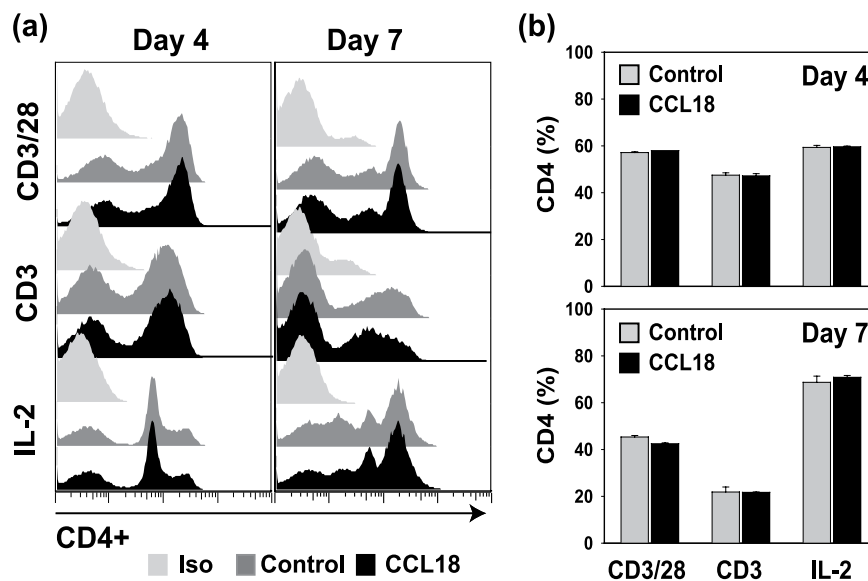 (a)
Day 4
Day 7
CD3/28
CD3
IL-2
CD4+
Iso
Control
CCL18
(b)
100
80
60
40
20
0
CD4 (%)
Control
CCL18
Day 4
100
80
60
40
20
0
CD4 (%)
Control
CCL18
Day 7
CD3/28
CD3
IL-2